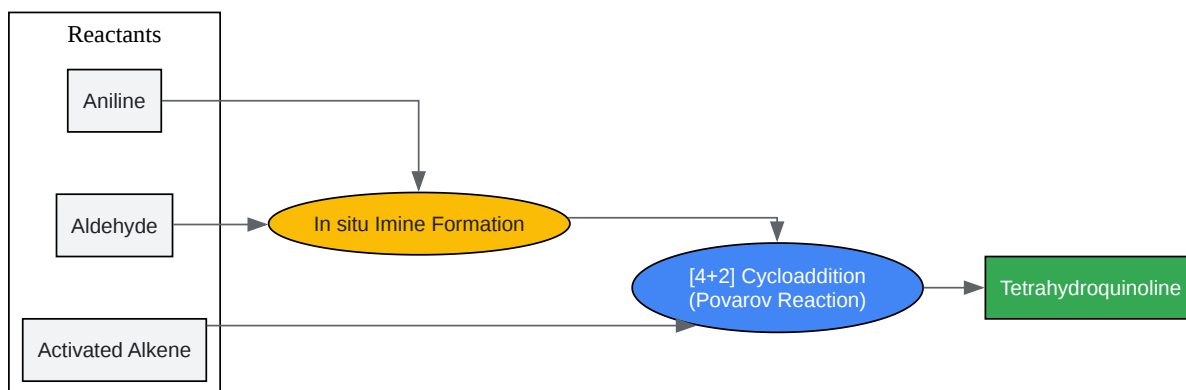 Reactants
Aniline
Aldehyde
In situ Imine Formation
[4+2] Cycloaddition
(Povarov Reaction)
Tetrahydroquinoline
Activated Alkene